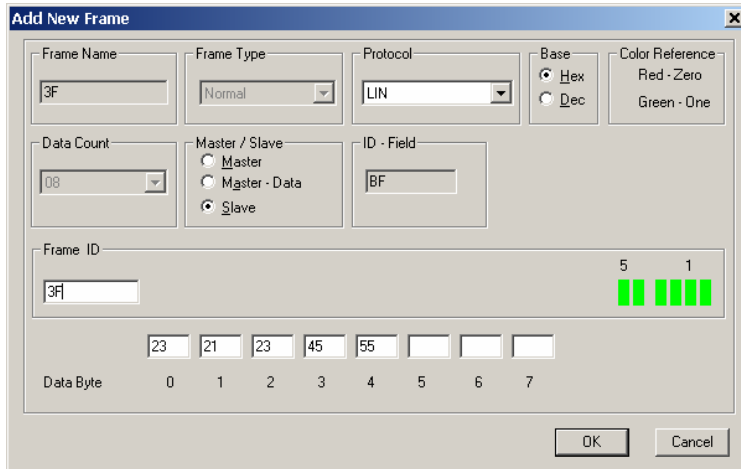 Add New Frame
Frame Name
3F
Frame Type
Normal
Protocol
LIN
Base
Hex
Dec
Color Reference
Red - Zero
Green - One
Data Count
08
Master / Slave
Master
Master - Data
Slave
ID - Field
BF
Frame ID
3F
5 1
23 21 23 45 55
Data Byte 0 1 2 3 4 5 6 7
OK Cancel